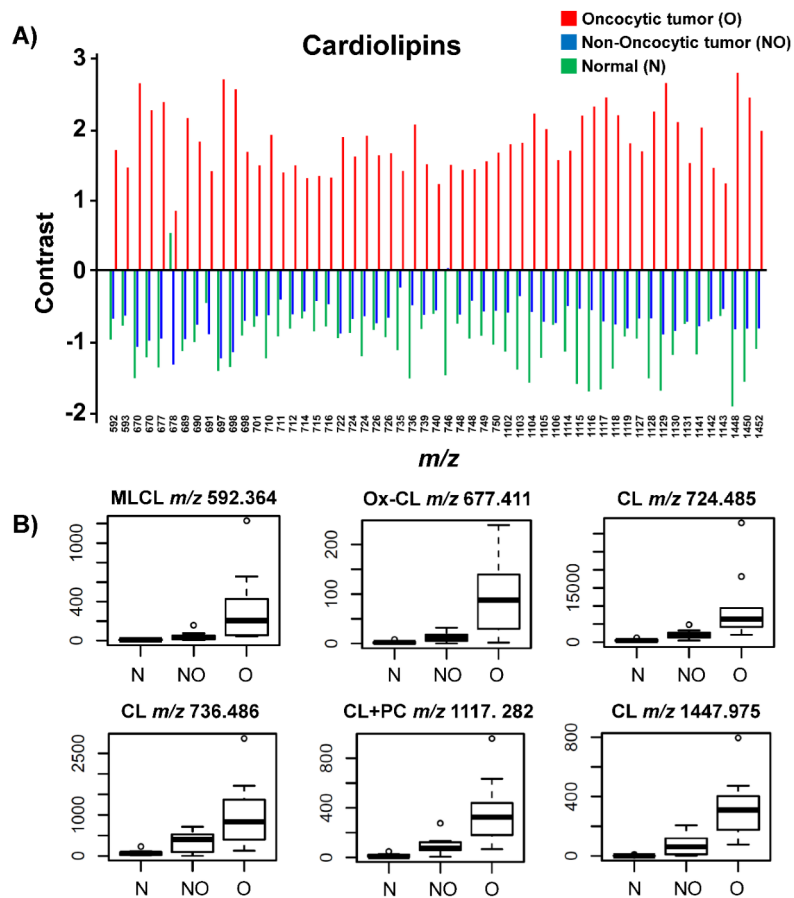 A)
Cardiolipins
Oncocytic tumor (O)
Non-Oncocytic tumor (NO)
Normal (N)
Contrast
3
2
1
0
-1
-2
592 593 670 670 677 678 689 690 691 697 698 698 701 710 711 712 714 715 716 722 724 724 726 726 735 736 739 740 746 748 748 749 750 1102 1103 1104 1105 1106 1114 1115 1116 1117 1118 1119 1127 1128 1129 1130 1131 1141 1142 1143 1448 1450 1452
m/z
B)
MLCL m/z 592.364
0 400 1000
N NO O
Ox-CL m/z 677.411
0 100 200
N NO O
CL m/z 724.485
0 15000
N NO O
CL m/z 736.486
0 1000 2500
N NO O
CL+PC m/z 1117. 282
0 400 800
N NO O
CL m/z 1447.975
0 400 800
N NO O